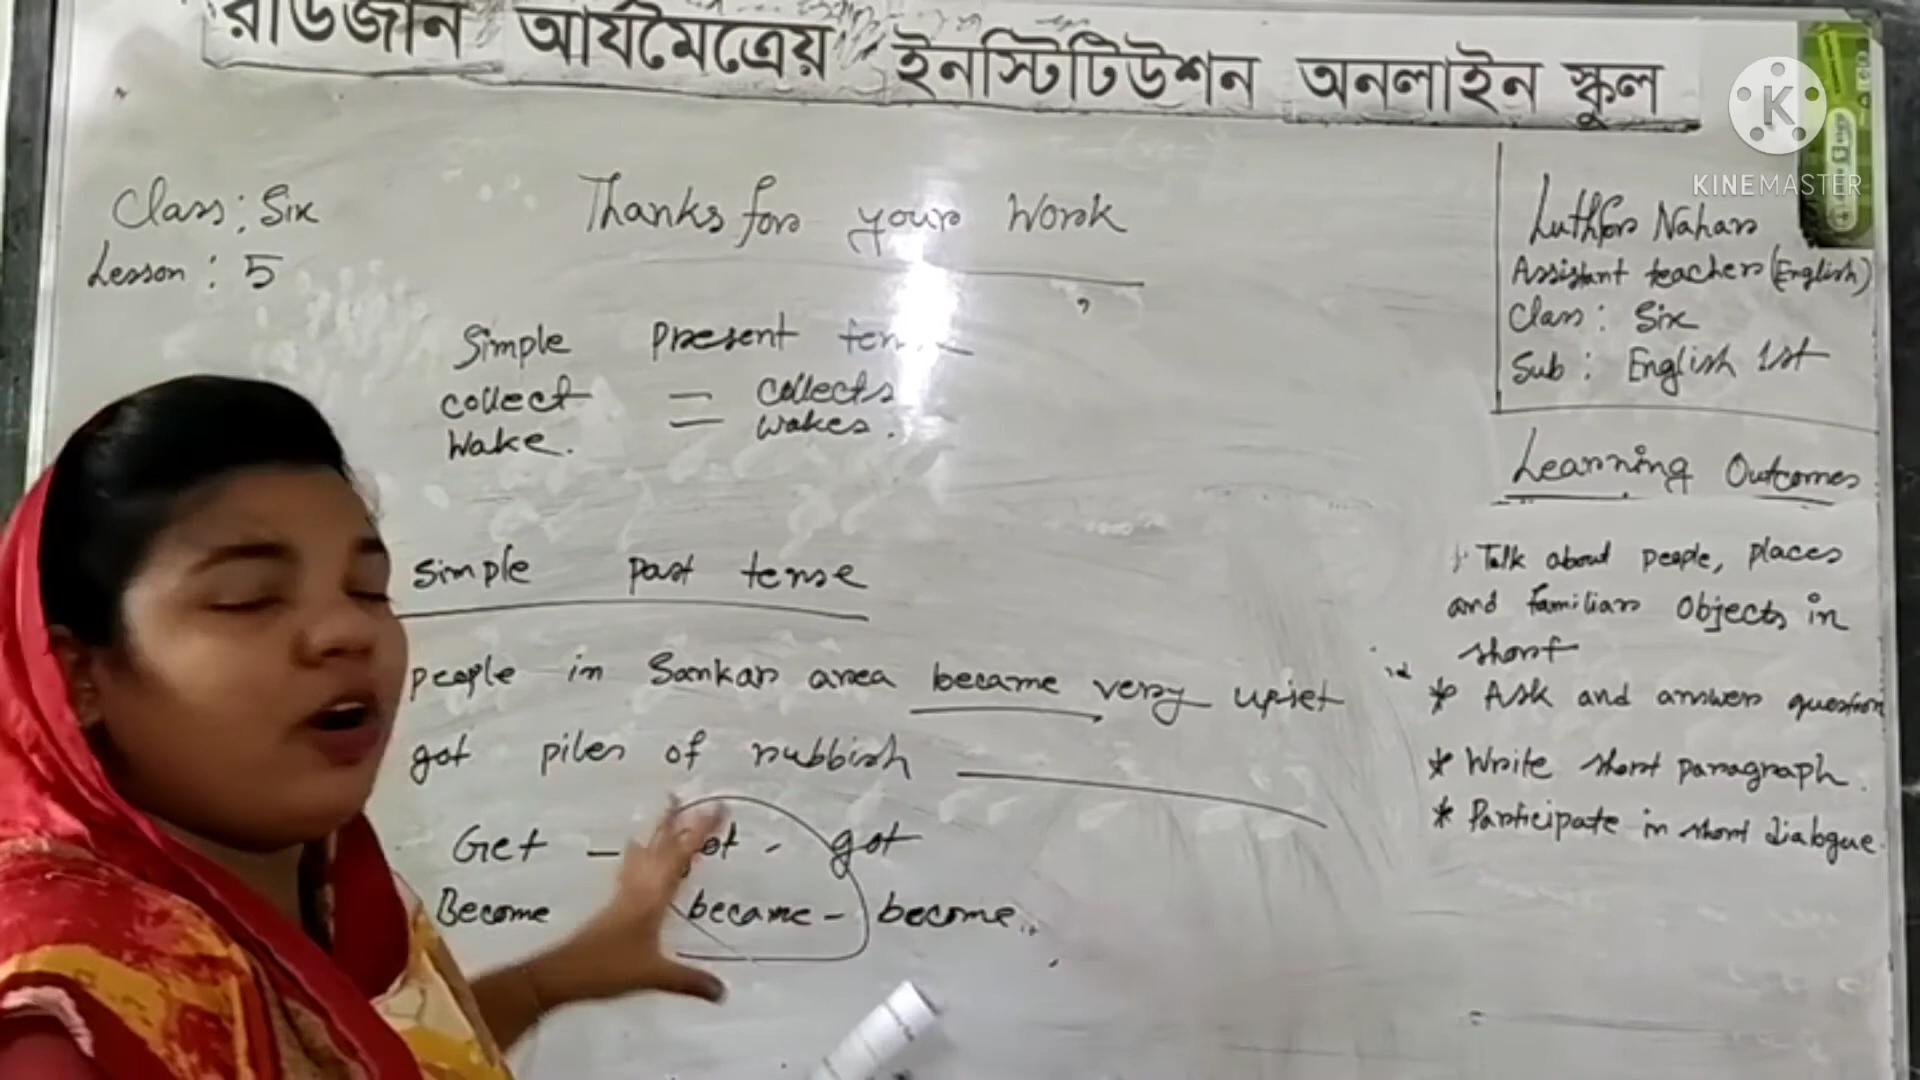 রাউজান আর্যমৈত্রেয় ইনস্টিটিউশন অনলাইন স্কুল
KINEMASTER
Class: Six
Lesson: 5
Thanks for your work
Luthfor Nahar
Assistant teacher (English)
Class: Six
Sub: English 1st
Simple Present
collect = collects
Wake. = wakes.
Learning Outcomes
Simple Past tense
Talk about people, places
and familiar Objects in
short
* Ask and answer question
* Write short paragraph.
* Participate in short dialogue.
people in Sankar area became very upset
got piles of rubbish
Get - got - got
Become became - become.